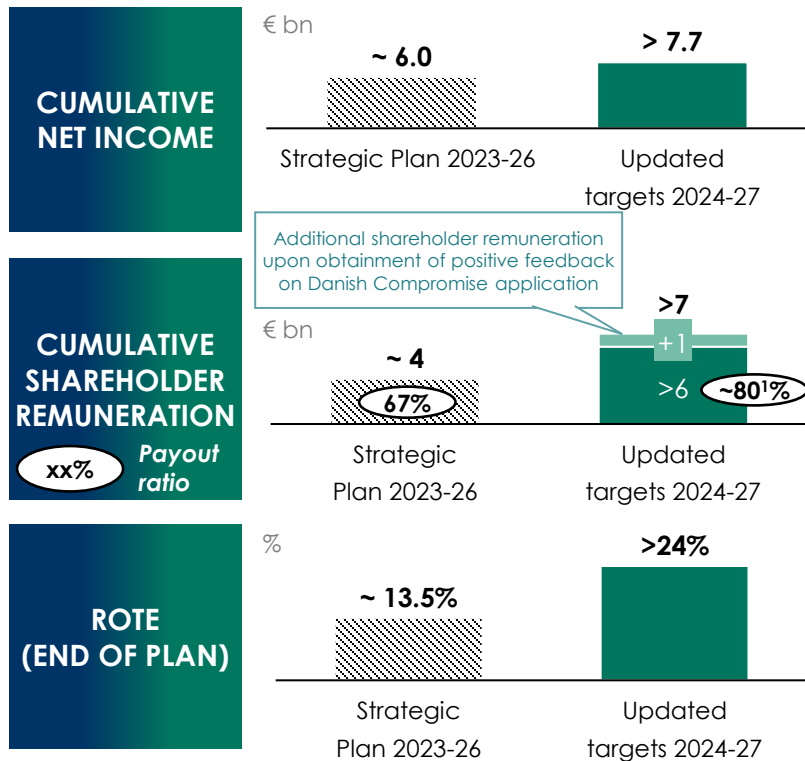 CUMULATIVE
NET INCOME
€ bn
~ 6.0
> 7.7
Strategic Plan 2023-26
Updated
targets 2024-27
Additional shareholder remuneration
upon obtainment of positive feedback
on Danish Compromise application
CUMULATIVE
SHAREHOLDER
REMUNERATION
xx%
Payout
ratio
€ bn
~ 4
67%
>7
+1
>6
~80¹%
Strategic
Plan 2023-26
Updated
targets 2024-27
ROTE
(END OF PLAN)
%
~ 13.5%
>24%
Strategic
Plan 2023-26
Updated
targets 2024-27